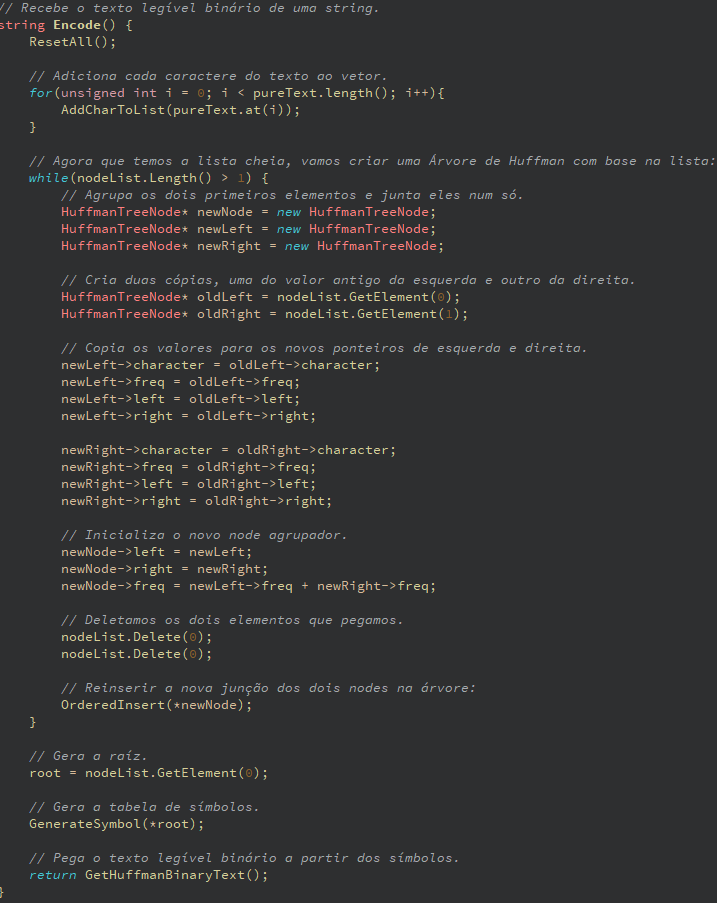 // Recebe o texto legível binário de uma string.
string Encode() {
    ResetAll();

    // Adiciona cada caractere do texto ao vetor.
    for(unsigned int i = 0; i < pureText.length(); i++){
        AddCharToList(pureText.at(i));
    }

    // Agora que temos a lista cheia, vamos criar uma Árvore de Huffman com base na lista:
    while(nodeList.Length() > 1) {
        // Agrupa os dois primeiros elementos e junta eles num só.
        HuffmanTreeNode* newNode = new HuffmanTreeNode;
        HuffmanTreeNode* newLeft = new HuffmanTreeNode;
        HuffmanTreeNode* newRight = new HuffmanTreeNode;

        // Cria duas cópias, uma do valor antigo da esquerda e outro da direita.
        HuffmanTreeNode* oldLeft = nodeList.GetElement(0);
        HuffmanTreeNode* oldRight = nodeList.GetElement(1);

        // Copia os valores para os novos ponteiros de esquerda e direita.
        newLeft->character = oldLeft->character;
        newLeft->freq = oldLeft->freq;
        newLeft->left = oldLeft->left;
        newLeft->right = oldLeft->right;

        newRight->character = oldRight->character;
        newRight->freq = oldRight->freq;
        newRight->left = oldRight->left;
        newRight->right = oldRight->right;

        // Inicializa o novo node agrupador.
        newNode->left = newLeft;
        newNode->right = newRight;
        newNode->freq = newLeft->freq + newRight->freq;

        // Deletamos os dois elementos que pegamos.
        nodeList.Delete(0);
        nodeList.Delete(0);

        // Reinserir a nova junção dos dois nodes na árvore:
        OrderedInsert(*newNode);
    }

    // Gera a raíz.
    root = nodeList.GetElement(0);

    // Gera a tabela de símbolos.
    GenerateSymbol(*root);

    // Pega o texto legível binário a partir dos símbolos.
    return GetHuffmanBinaryText();
}